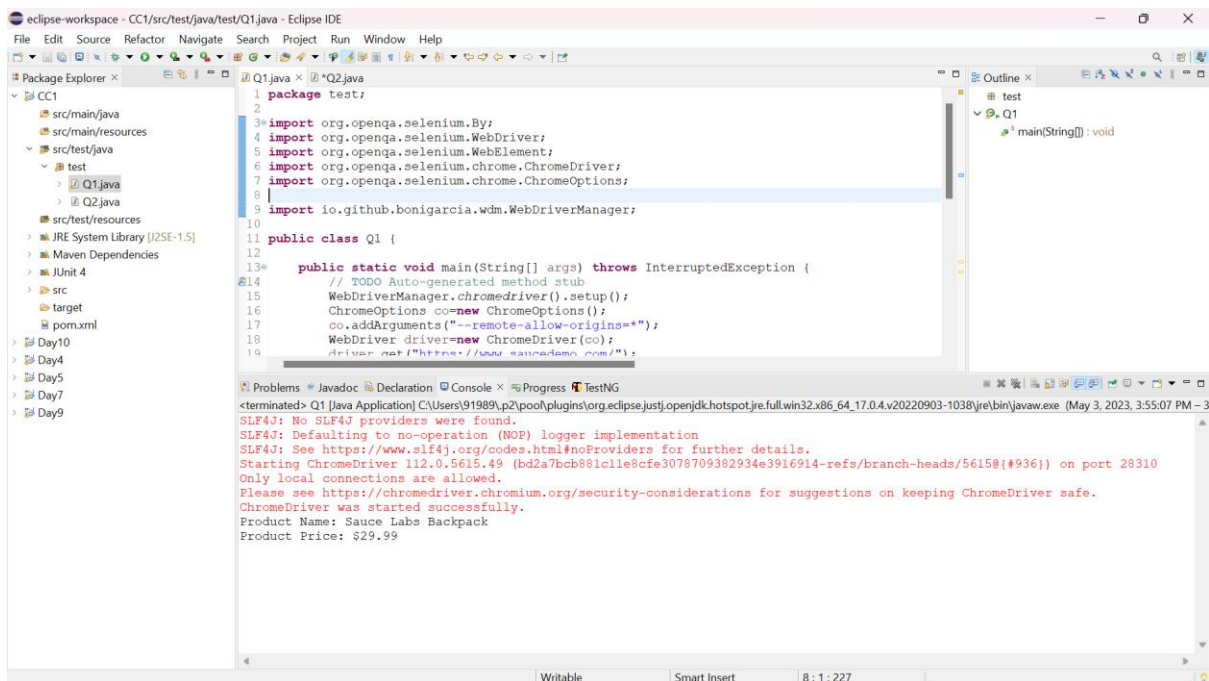 eclipse-workspace - CC1/src/test/java/test/Q1.java - Eclipse IDE
File Edit Source Refactor Navigate Search Project Run Window Help
Package Explorer
CC1
src/main/java
src/main/resources
src/test/java
test
Q1.java
Q2.java
src/test/resources
JRE System Library [J2SE-1.5]
Maven Dependencies
JUnit 4
src
target
pom.xml
Day10
Day4
Day5
Day7
Day9
Q1.java *Q2.java
1 package test;
2
3 import org.openqa.selenium.By;
4 import org.openqa.selenium.WebDriver;
5 import org.openqa.selenium.WebElement;
6 import org.openqa.selenium.chrome.ChromeDriver;
7 import org.openqa.selenium.chrome.ChromeOptions;
8
9 import io.github.bonigarcia.wdm.WebDriverManager;
10
11 public class Q1 {
12
13 public static void main(String[] args) throws InterruptedException {
14 // TODO Auto-generated method stub
15 WebDriverManager.chromedriver().setup();
16 ChromeOptions co=new ChromeOptions();
17 co.addArguments("--remote-allow-origins=*");
18 WebDriver driver=new ChromeDriver(co);
19 driver.get("https://www.saucedemo.com/");
Outline
test
Q1
main(String[]) : void
Problems Javadoc Declaration Console Progress TestNG
<terminated> Q1 [Java Application] C:\Users\91989\.p2\pool\plugins\org.eclipse.justj.openjdk.hotspot.jre.full.win32.x86_64_17.0.4.v20220903-1038\jre\bin\javaw.exe (May 3, 2023, 3:55:07 PM – 3
SLF4J: No SLF4J providers were found.
SLF4J: Defaulting to no-operation (NOP) logger implementation
SLF4J: See https://www.slf4j.org/codes.html#noProviders for further details.
Starting ChromeDriver 112.0.5615.49 (bd2a7bcb881c11e8cfe3078709382934e3916914-refs/branch-heads/5615@{#936}) on port 28310
Only local connections are allowed.
Please see https://chromedriver.chromium.org/security-considerations for suggestions on keeping ChromeDriver safe.
ChromeDriver was started successfully.
Product Name: Sauce Labs Backpack
Product Price: $29.99
Writable Smart Insert 8 : 1 : 227